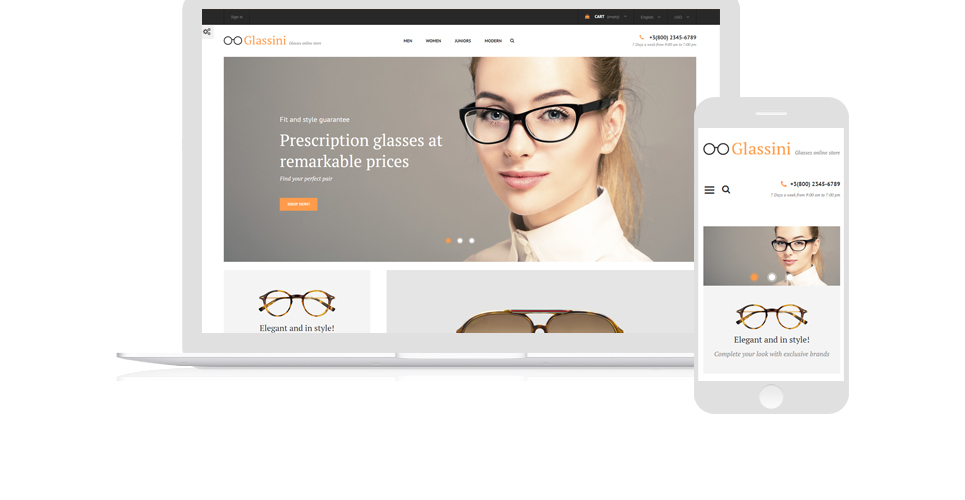 Sign in
CART (empty)
English
USD
Glassini Glasses online store
MEN WOMEN JUNIORS MODERN
+3(800) 2345-6789
7 Days a week from 9:00 am to 7:00 pm
Fit and style guarantee
Prescription glasses at
remarkable prices
Find your perfect pair
SHOP NOW!
Elegant and in style!
Glassini Glasses online store
+3(800) 2345-6789
7 Days a week from 9:00 am to 7:00 pm
Elegant and in style!
Complete your look with exclusive brands